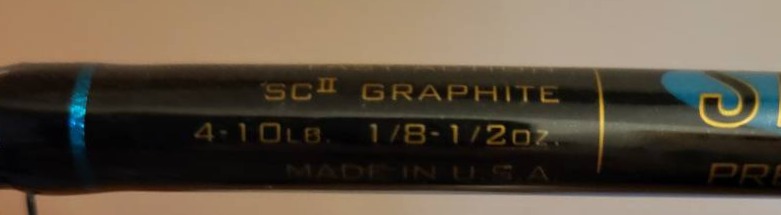 FAST ACTION
SCII GRAPHITE
4-10LB. 1/8-1/2OZ.
MADE IN U.S.A